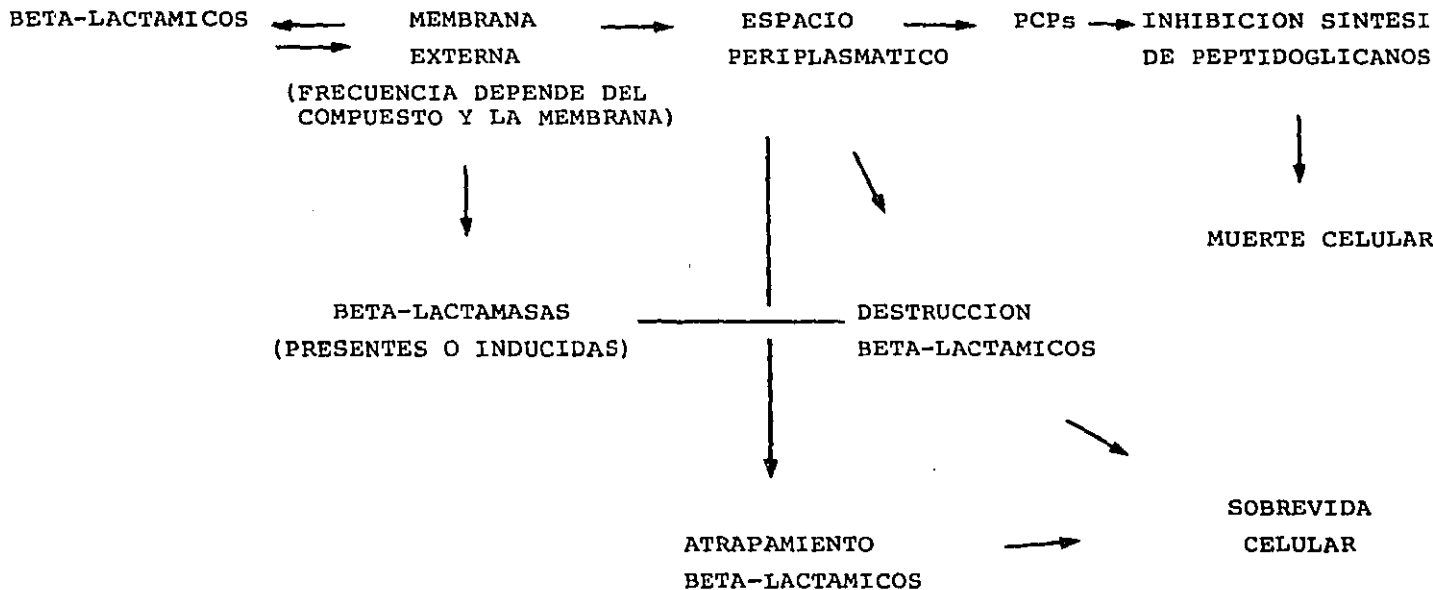 BETA-LACTAMICOS
MEMBRANA
EXTERNA
(FRECUENCIA DEPENDE DEL
COMPUESTO Y LA MEMBRANA)
ESPACIO
PERIPLASMATICO
PCPs
INHIBICION SINTESI
DE PEPTIDOGLICANOS
MUERTE CELULAR
BETA-LACTAMASAS
(PRESENTES O INDUCIDAS)
DESTRUCCION
BETA-LACTAMICOS
ATRAPAMIENTO
BETA-LACTAMICOS
SOBREVIDA
CELULAR